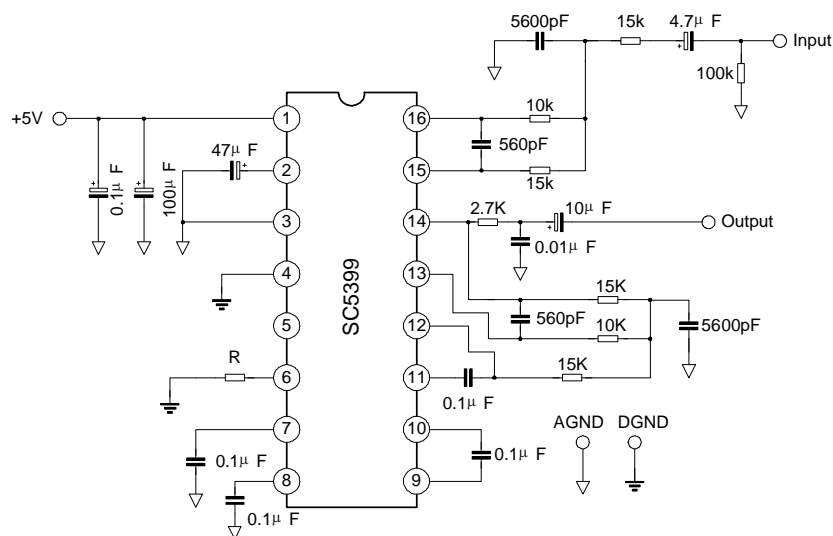 5600pF
15k
4.7μ F
Input
100k
+5V
0.1μ F
100μ F
47μ F
1
2
3
4
5
6
7
8
R
0.1μ F
0.1μ F
SC5399
16
15
14
13
12
11
10
9
10k
560pF
15k
2.7K
10μ F
Output
0.01μ F
15K
560pF
10K
5600pF
15K
0.1μ F
0.1μ F
AGND
DGND